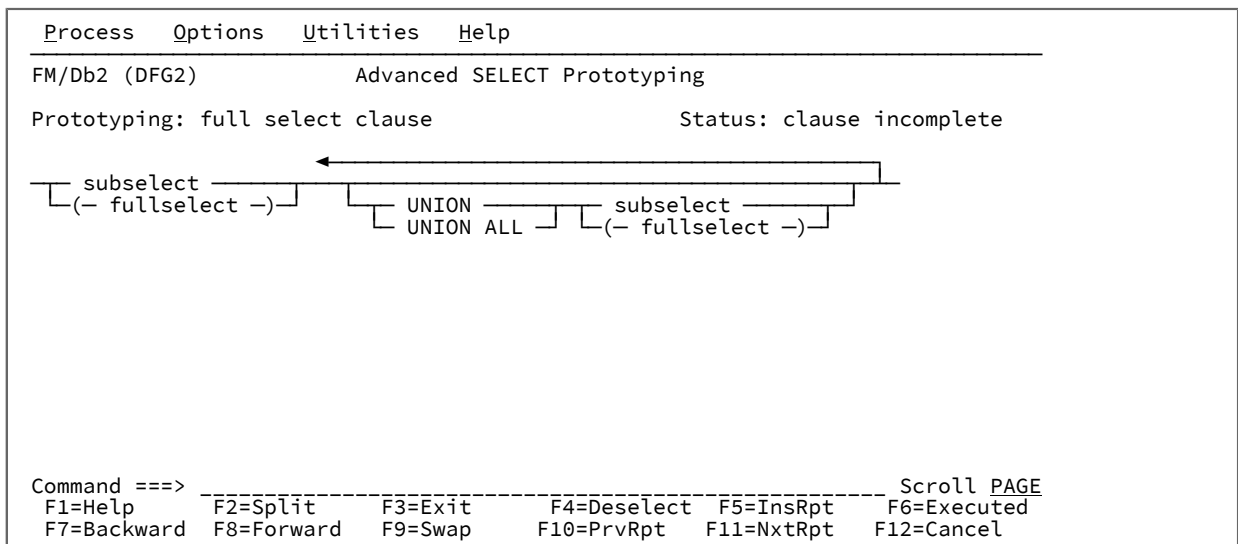 Process Options Utilities Help
FM/Db2 (DFG2) Advanced SELECT Prototyping
Prototyping: full select clause Status: clause incomplete
subselect
(— fullselect —) UNION subselect
UNION ALL (— fullselect —)
Command ===> Scroll PAGE
F1=Help F2=Split F3=Exit F4=Deselect F5=InsRpt F6=Executed
F7=Backward F8=Forward F9=Swap F10=PrvRpt F11=NxtRpt F12=Cancel